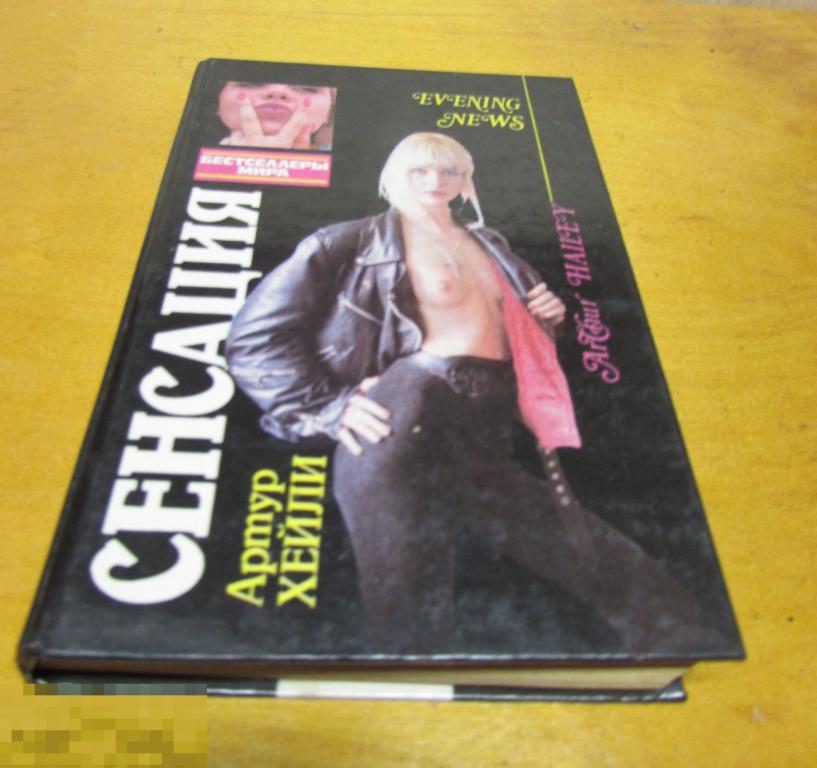 EVENING
NEWS
БЕСТСЕЛЛЕРЫ
МИРА
СЕНСАЦИЯ
ArThur HAILEY
Артур
ХЕЙЛИ